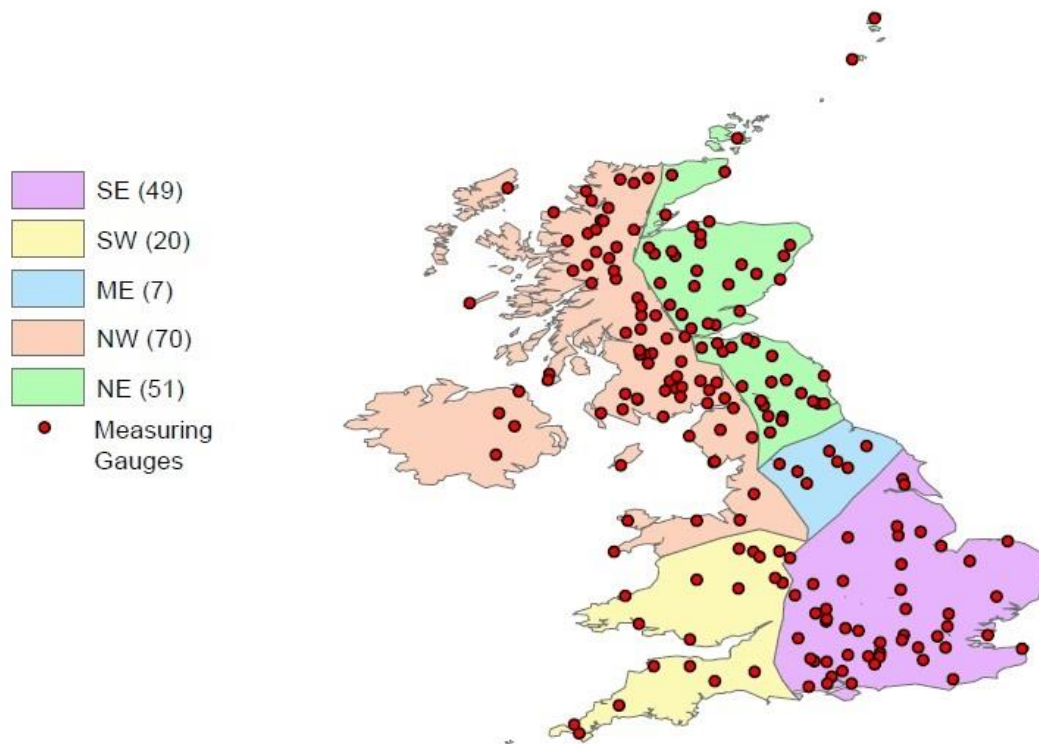 SE (49)
SW (20)
ME (7)
NW (70)
NE (51)
Measuring
Gauges